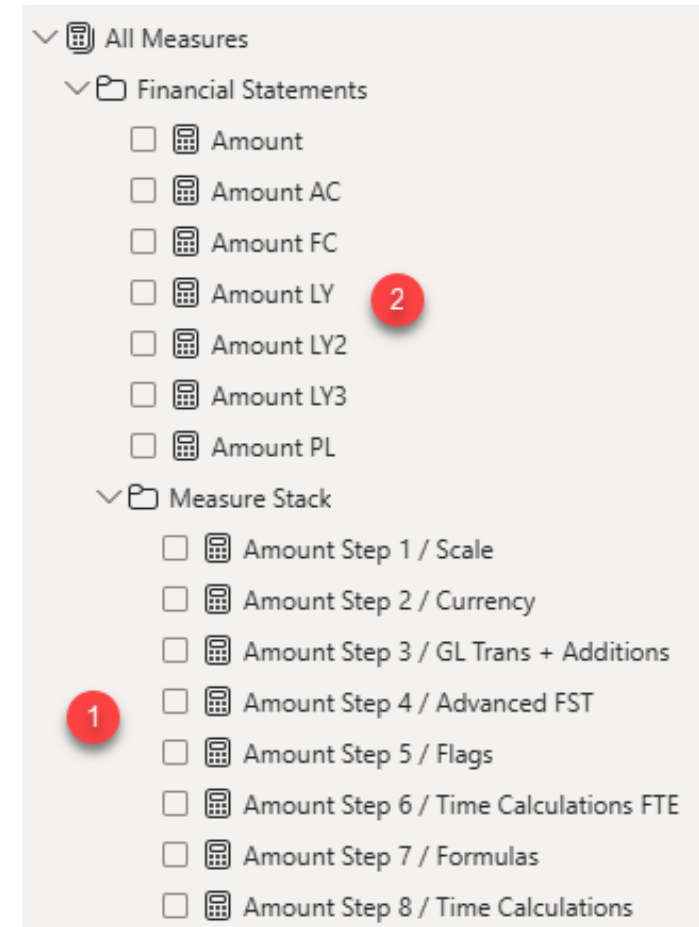 All Measures
Financial Statements
Amount
Amount AC
Amount FC
Amount LY
2
Amount LY2
Amount LY3
Amount PL
Measure Stack
Amount Step 1 / Scale
Amount Step 2 / Currency
Amount Step 3 / GL Trans + Additions
1
Amount Step 4 / Advanced FST
Amount Step 5 / Flags
Amount Step 6 / Time Calculations FTE
Amount Step 7 / Formulas
Amount Step 8 / Time Calculations